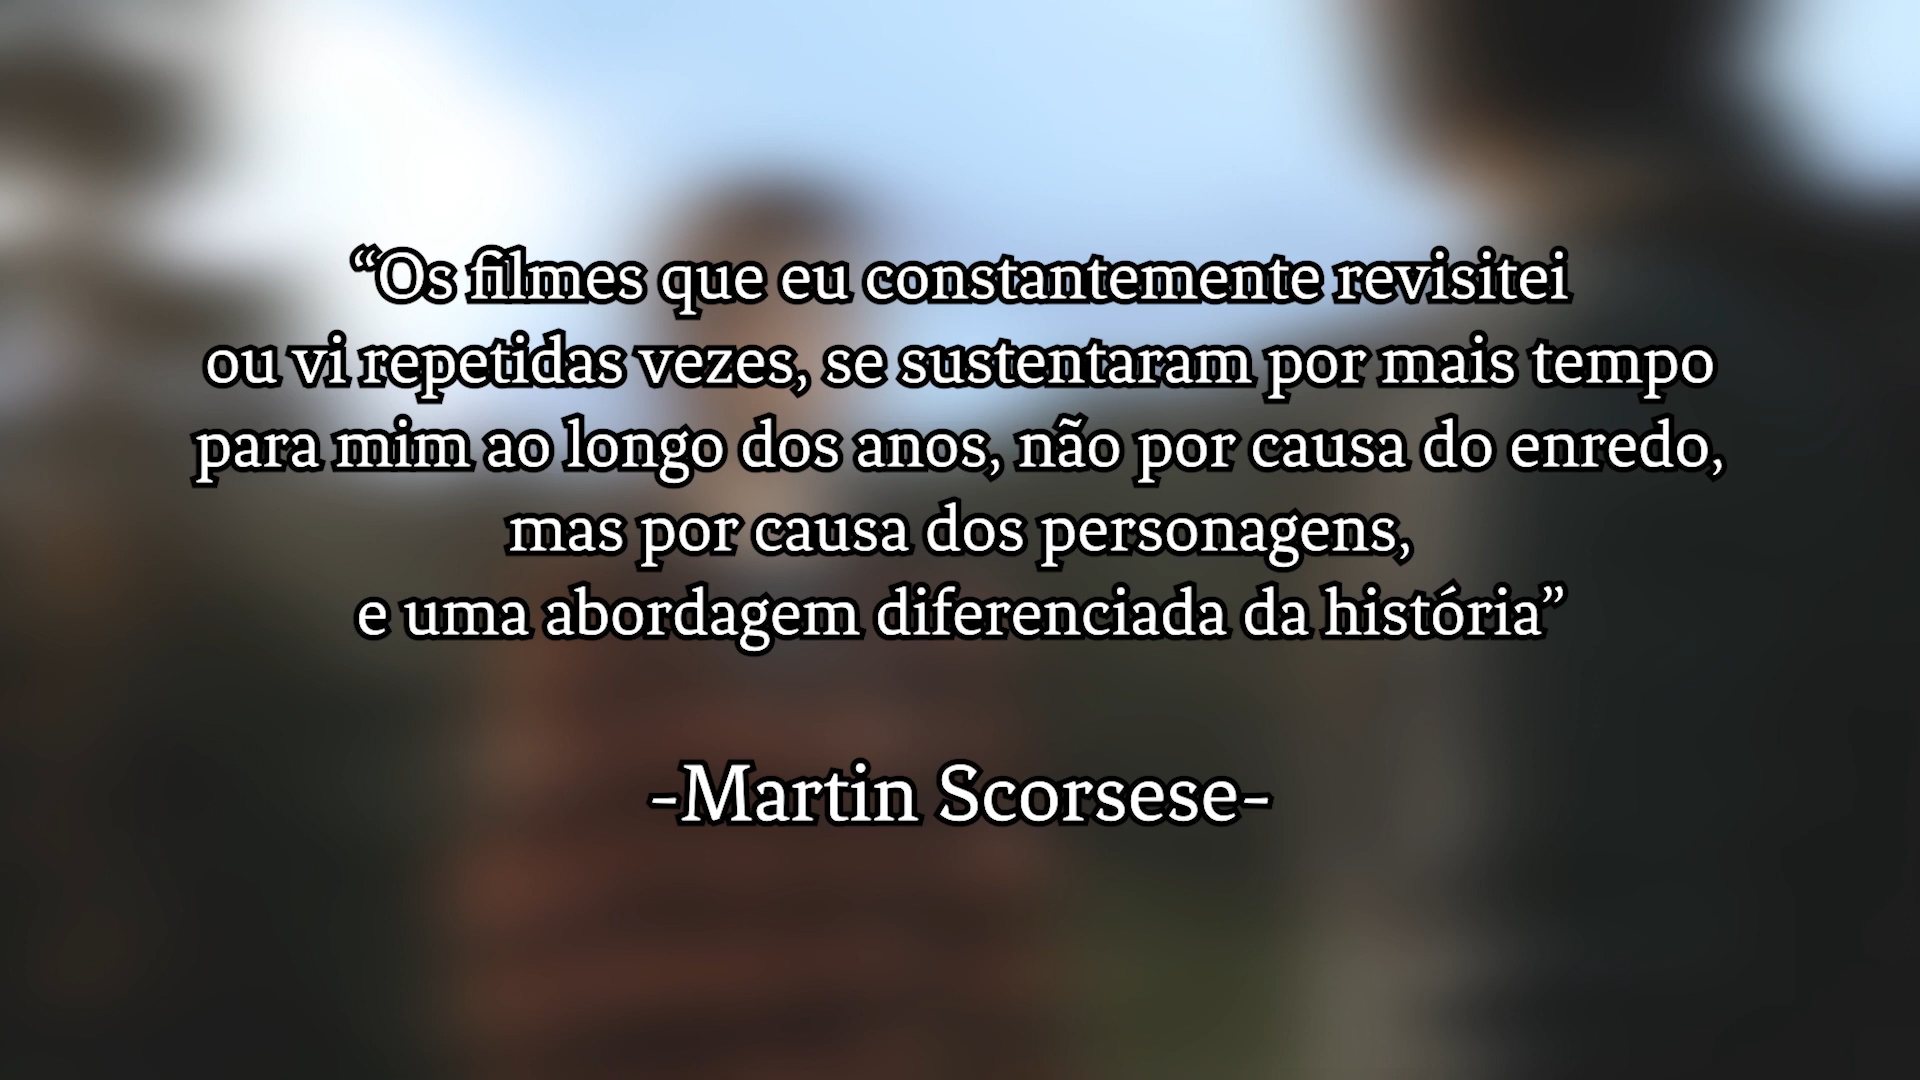 “Os filmes que eu constantemente revisitei
ou vi repetidas vezes, se sustentaram por mais tempo
para mim ao longo dos anos, não por causa do enredo,
mas por causa dos personagens,
e uma abordagem diferenciada da história”
-Martin Scorsese-